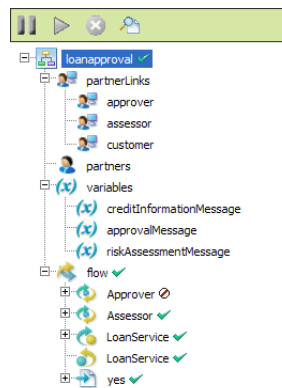 loanapproval
partnerLinks
approver
assessor
customer
partners
(x) variables
(x) creditInformationMessage
(x) approvalMessage
(x) riskAssessmentMessage
flow
Approver
Assessor
LoanService
LoanService
yes